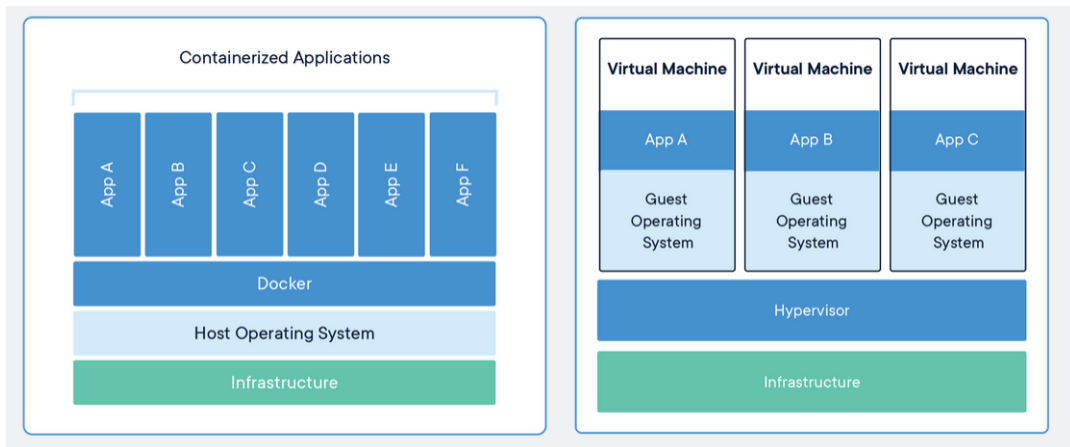 Containerized Applications
App A
App B
App C
App D
App E
App F
Docker
Host Operating System
Infrastructure
Virtual Machine
App A
Guest
Operating
System
Virtual Machine
App B
Guest
Operating
System
Virtual Machine
App C
Guest
Operating
System
Hypervisor
Infrastructure